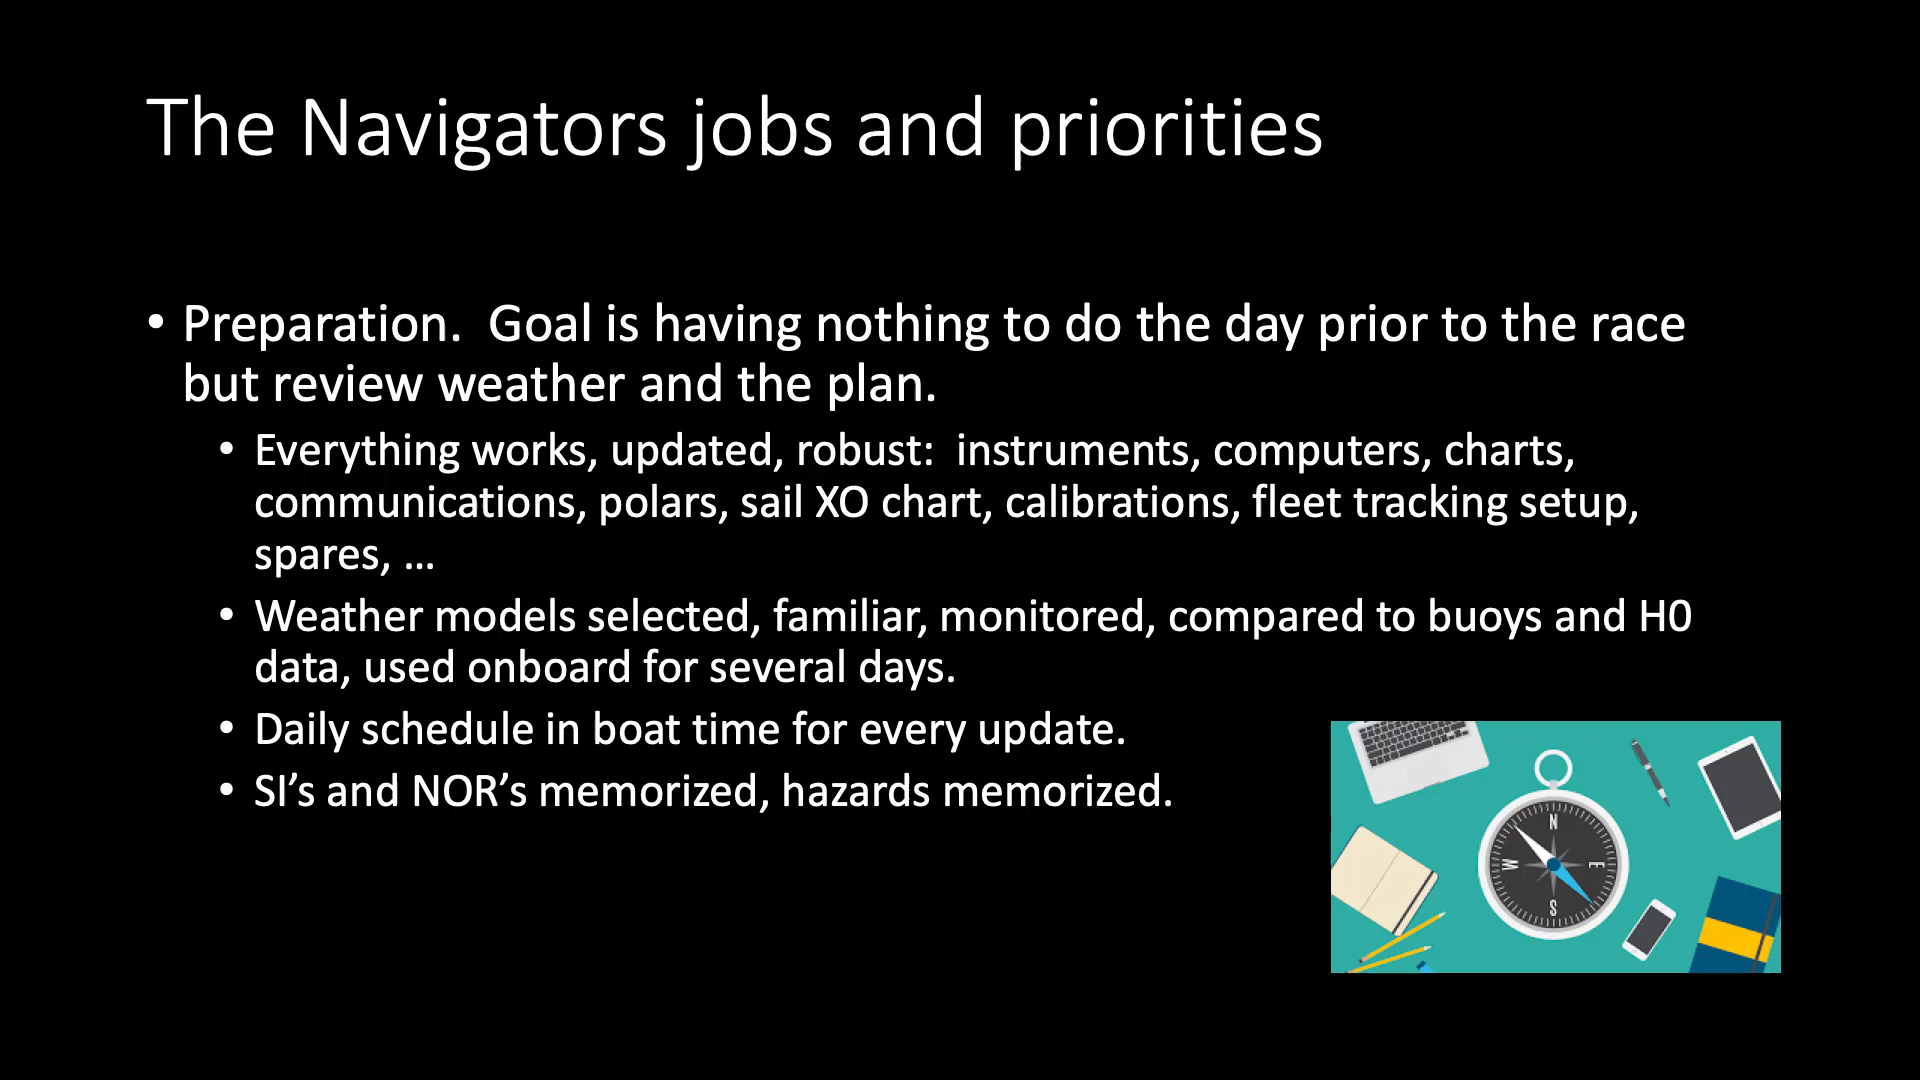 The Navigators jobs and priorities
• Preparation.  Goal is having nothing to do the day prior to the race
but review weather and the plan.
• Everything works, updated, robust:  instruments, computers, charts,
communications, polars, sail XO chart, calibrations, fleet tracking setup,
spares, …
• Weather models selected, familiar, monitored, compared to buoys and H0
data, used onboard for several days.
• Daily schedule in boat time for every update.
• SI’s and NOR’s memorized, hazards memorized.
N
W
E
S